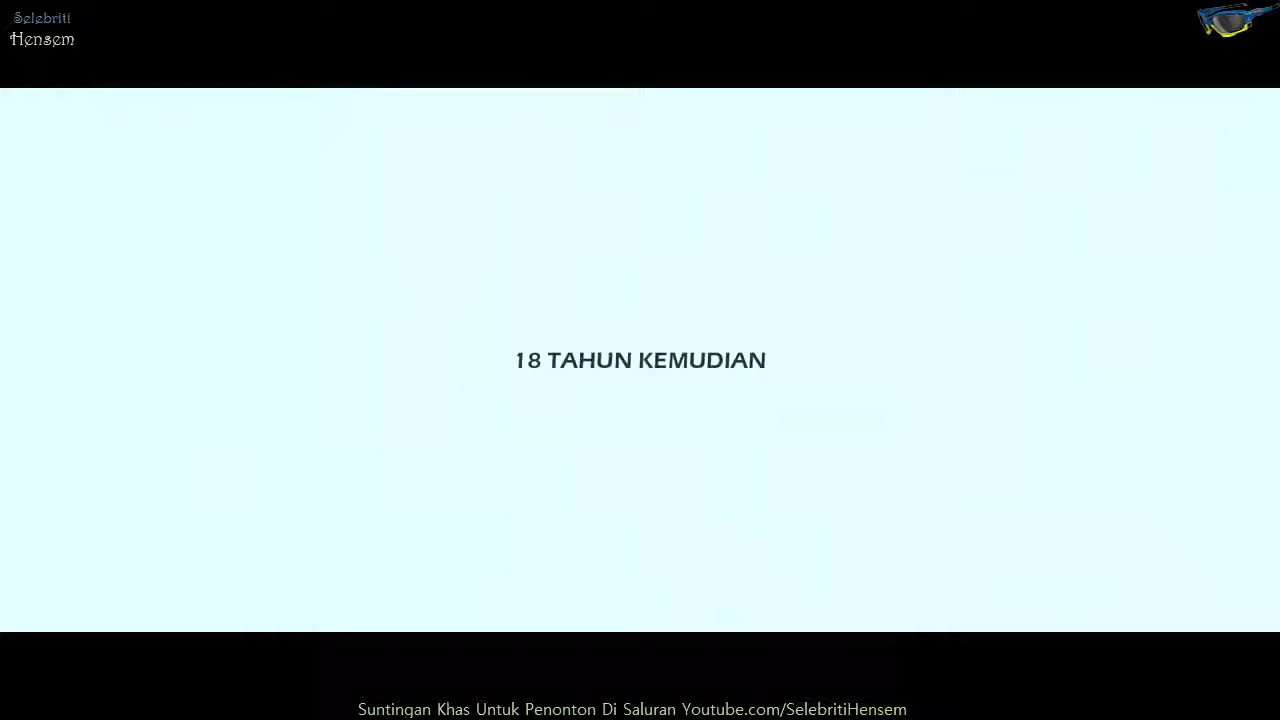 Selebriti
Hensem
18 TAHUN KEMUDIAN
Suntingan Khas Untuk Penonton Di Saluran Youtube.com/SelebritiHensem